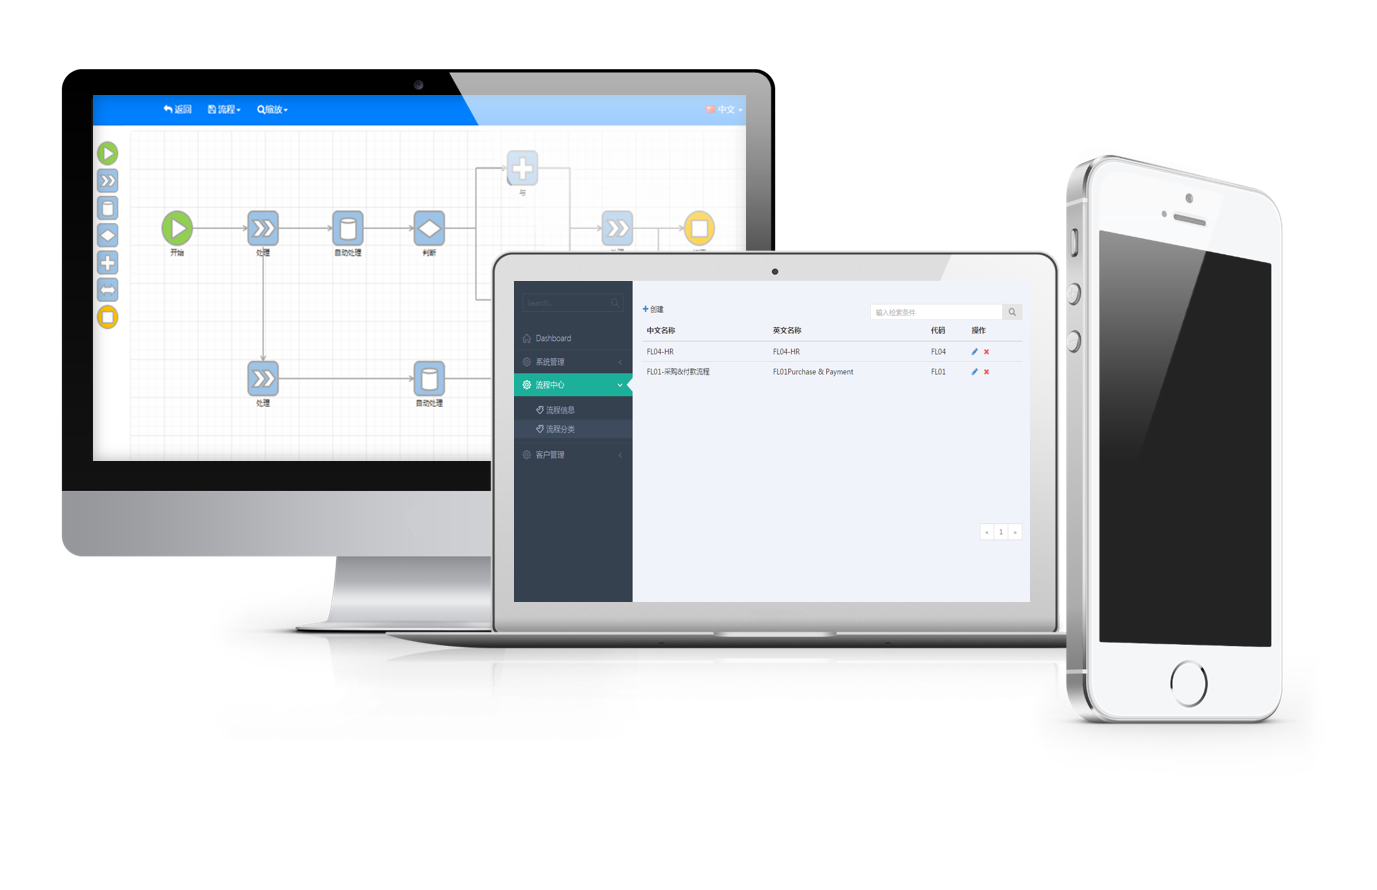 返回 流程 缩放 中文
与
开始 处理 自动处理 判断
处理 自动处理
Search...
Dashboard
系统管理
流程中心
流程信息
流程分类
客户管理
创建
输入检索条件
中文名称 英文名称 代码 操作
FL04-HR FL04-HR FL04
FL01-采购&付款流程 FL01Purchase & Payment FL01
« 1 »